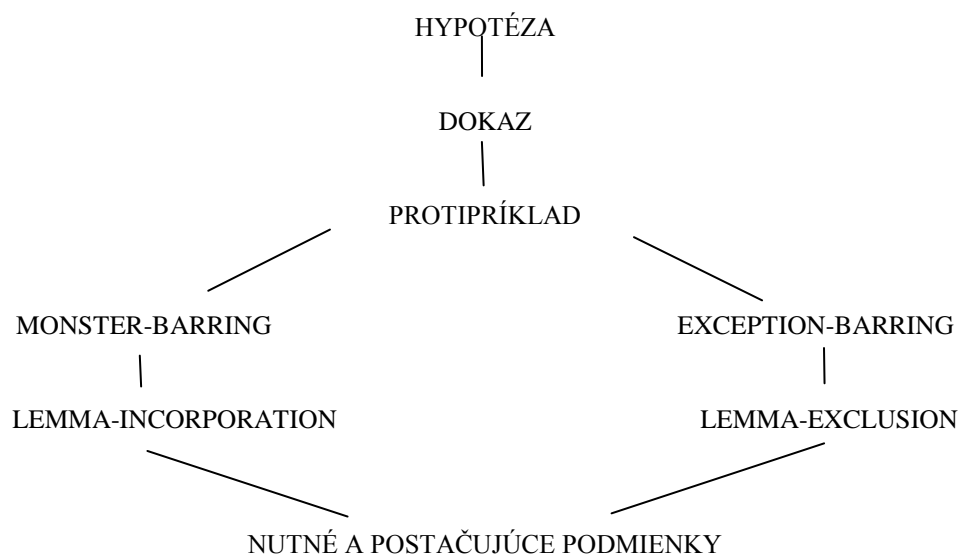 HYPOTÉZA
DOKAZ
PROTIPRÍKLAD
MONSTER-BARRING EXCEPTION-BARRING
LEMMA-INCORPORATION LEMMA-EXCLUSION
NUTNÉ A POSTAČUJÚCE PODMIENKY